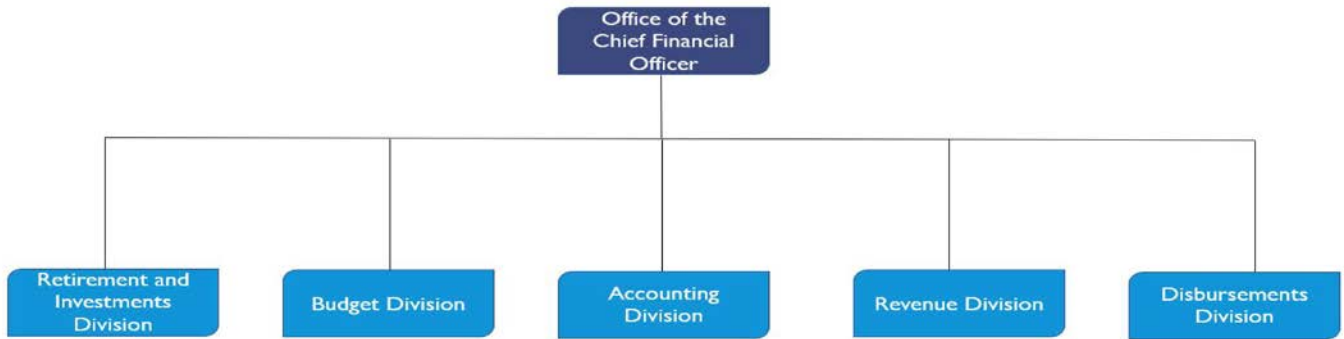 Office of the
Chief Financial
Officer
Retirement and
Investments
Division
Budget Division
Accounting
Division
Revenue Division
Disbursements
Division